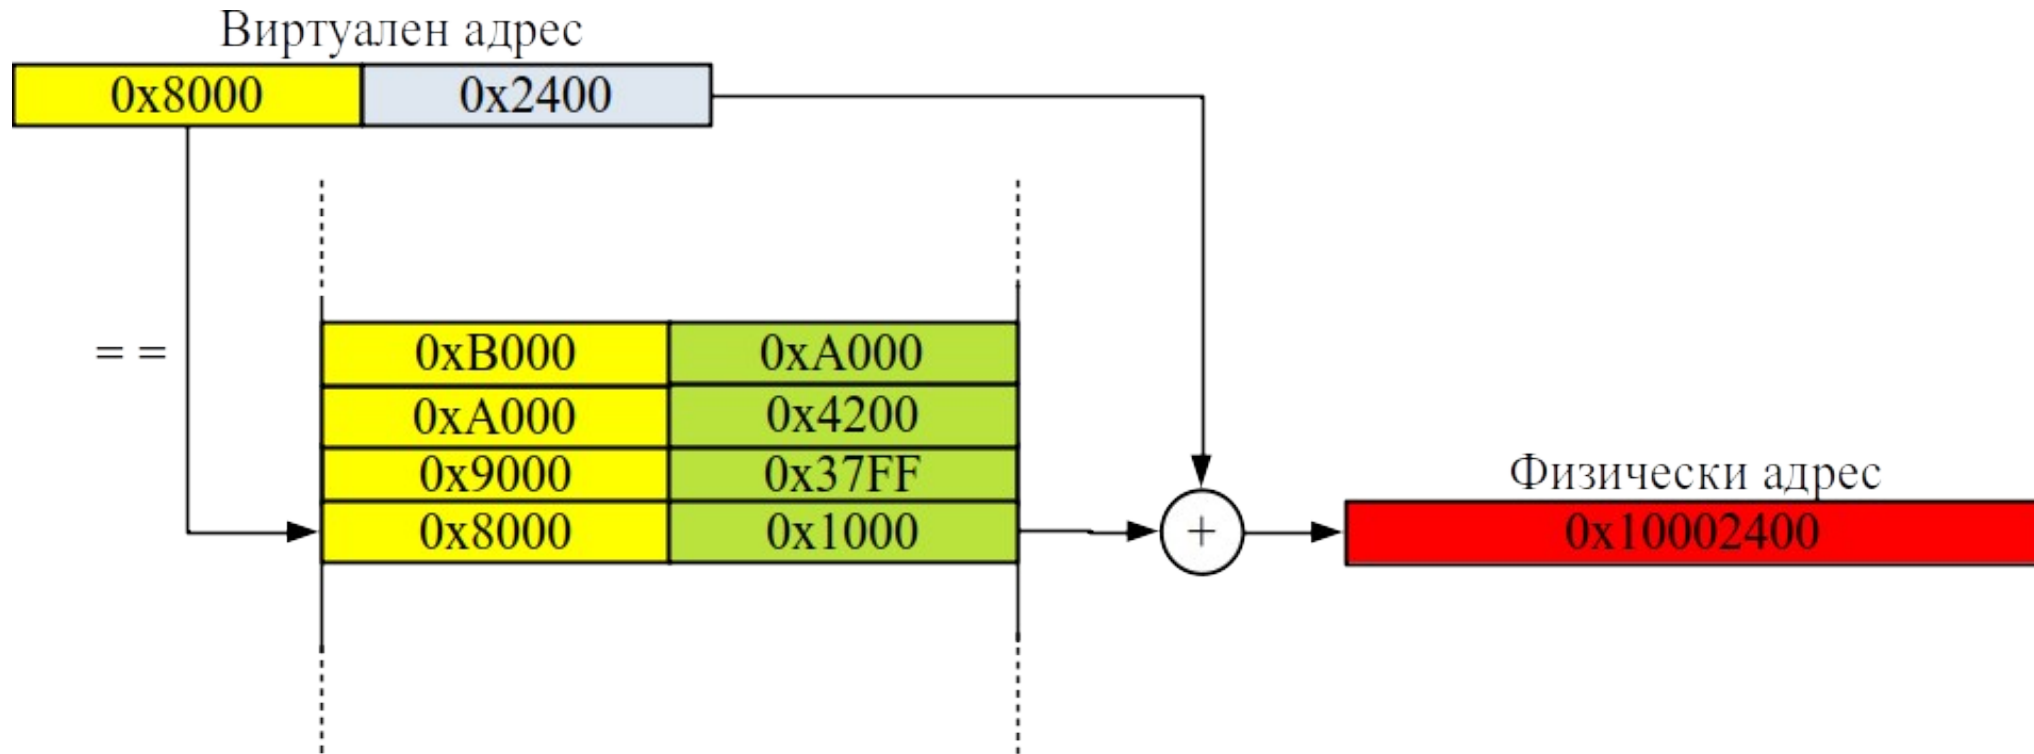 Виртуален адрес
0x8000 0x2400
= =
0xB000 0xA000
0xA000 0x4200
0x9000 0x37FF
0x8000 0x1000
+
Физически адрес
0x10002400